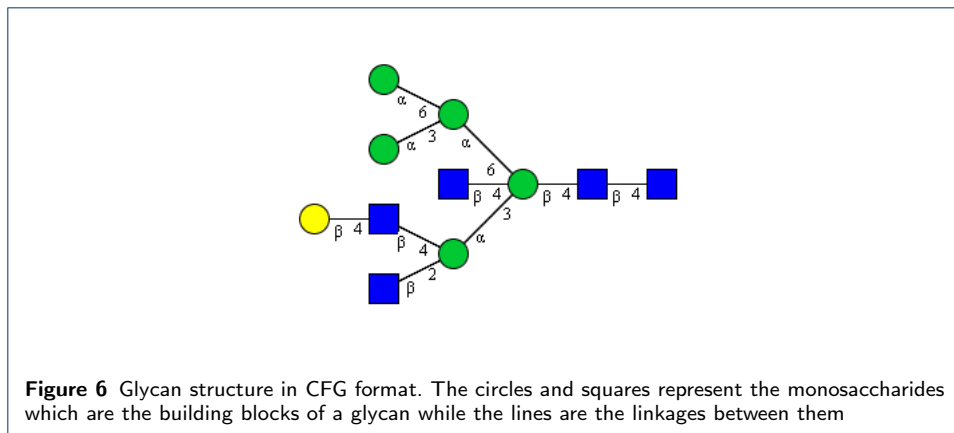 α 6
α 3 α
6
β 4 β 4 β 4
3
β 4 β 4 α
β 2
Figure 6 Glycan structure in CFG format. The circles and squares represent the monosaccharides
which are the building blocks of a glycan while the lines are the linkages between them